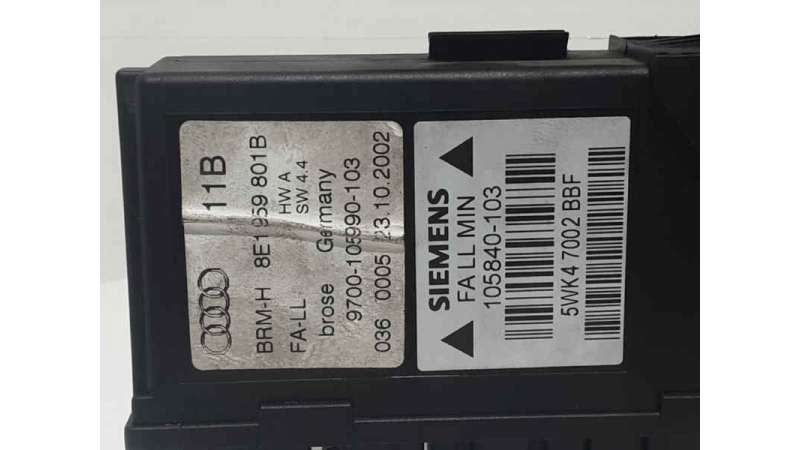 11B
BRM-H 8E1 959 801B
FA-LL HW A
SW 4.4
brose Germany
9700-105990-103
036 0005 23.10.2002
SIEMENS
FA LL MIN
105840-103
5WK4 7002 BBF